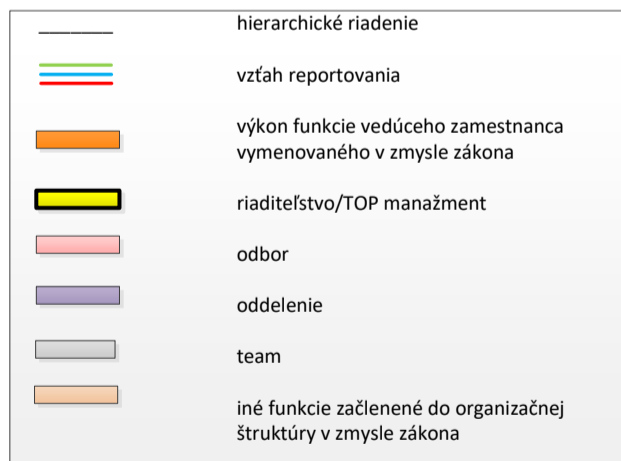 hierarchické riadenie
vzťah reportovania
výkon funkcie vedúceho zamestnanca
vymenovaného v zmysle zákona
riaditeľstvo/TOP manažment
odbor
oddelenie
team
iné funkcie začlenené do organizačnej
štruktúry v zmysle zákona